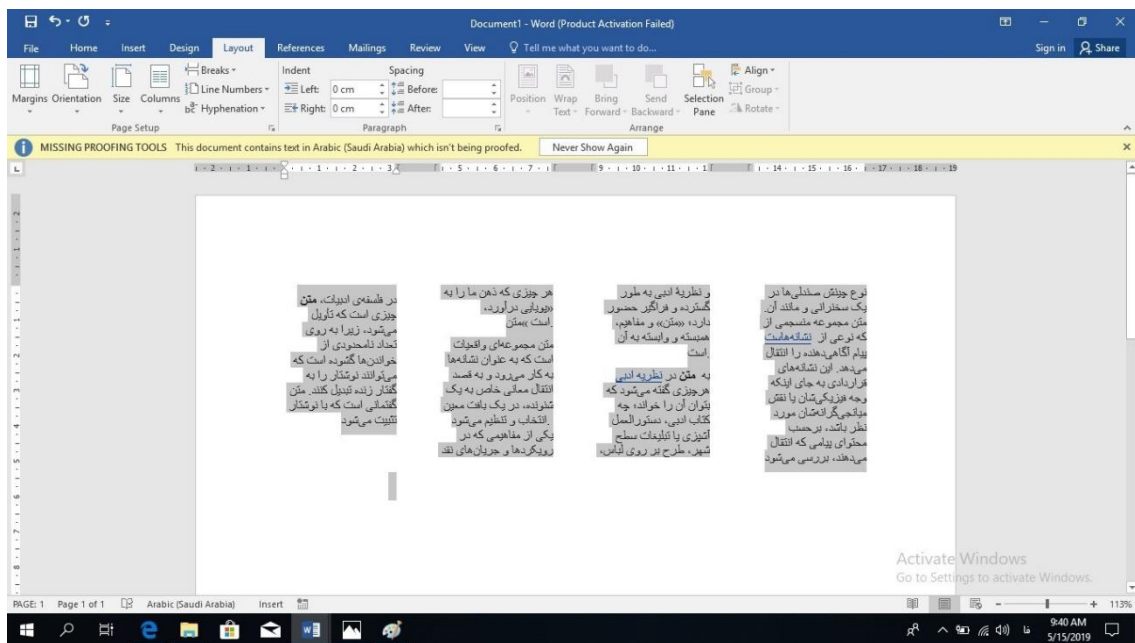 Document1 - Word (Product Activation Failed)
File Home Insert Design Layout References Mailings Review View Tell me what you want to do... Sign in Share
Margins Orientation Size Columns
Breaks
Line Numbers
Hyphenation
Page Setup
Indent Spacing
Left: 0 cm Before:
Right: 0 cm After:
Paragraph
Position Wrap Text Bring Forward Send Backward Selection Pane
Align
Group
Rotate
Arrange
MISSING PROOFING TOOLS This document contains text in Arabic (Saudi Arabia) which isn't being proofed. Never Show Again
در فلسفه‌ی ادبیات، متن
چیزی است که تأویل
می‌شود، زیرا به روی
تعداد نامحدودی از
خواندن‌ها گشوده است که
می‌توانند نوشتار را به
گفتار زنده تبدیل کنند. متن
گفتمانی است که با نوشتار
تثبیت می‌شود
هر چیزی که ذهن ما را به
«پویایی درآورد،
.است »متن
متن مجموعه‌ای واقعیات
است که به عنوان نشانه‌ها
به کار می‌رود و به قصد
انتقال معانی خاص به یک
شنونده، در یک بافت معین
.انتخاب و تنظیم می‌شود
یکی از مفاهیمی که در
رویکردها و جریان‌های نقد
و نظریهٔ ادبی به طور
گسترده و فراگیر حضور
دارد؛ «متن» و مفاهیم،
همبسته و وابسته به آن
.است
به متن در نظریه ادبی
هرچیزی گفته می‌شود که
بتوان آن را خواند؛ چه
کتاب ادبی، دستورالعمل
آشپزی یا تبلیغات سطح
شهر، طرح بر روی لباس،
نوع چینش صندلی‌ها در
یک سخنرانی و مانند آن.
متن مجموعه منسجمی از
نشانه‌هاست که نوعی از
پیام آگاهی‌دهنده را انتقال
می‌دهد. این نشانه‌های
قراردادی به جای اینکه
وجه فیزیکی‌شان یا نقش
میانجی‌گرانه‌شان مورد
نظر باشد، برحسب
محتوای پیامی که انتقال
می‌دهند، بررسی می‌شود
Activate Windows
Go to Settings to activate Windows.
PAGE: 1 Page 1 of 1 Arabic (Saudi Arabia) Insert 113%
فا 9:40 AM
5/15/2019